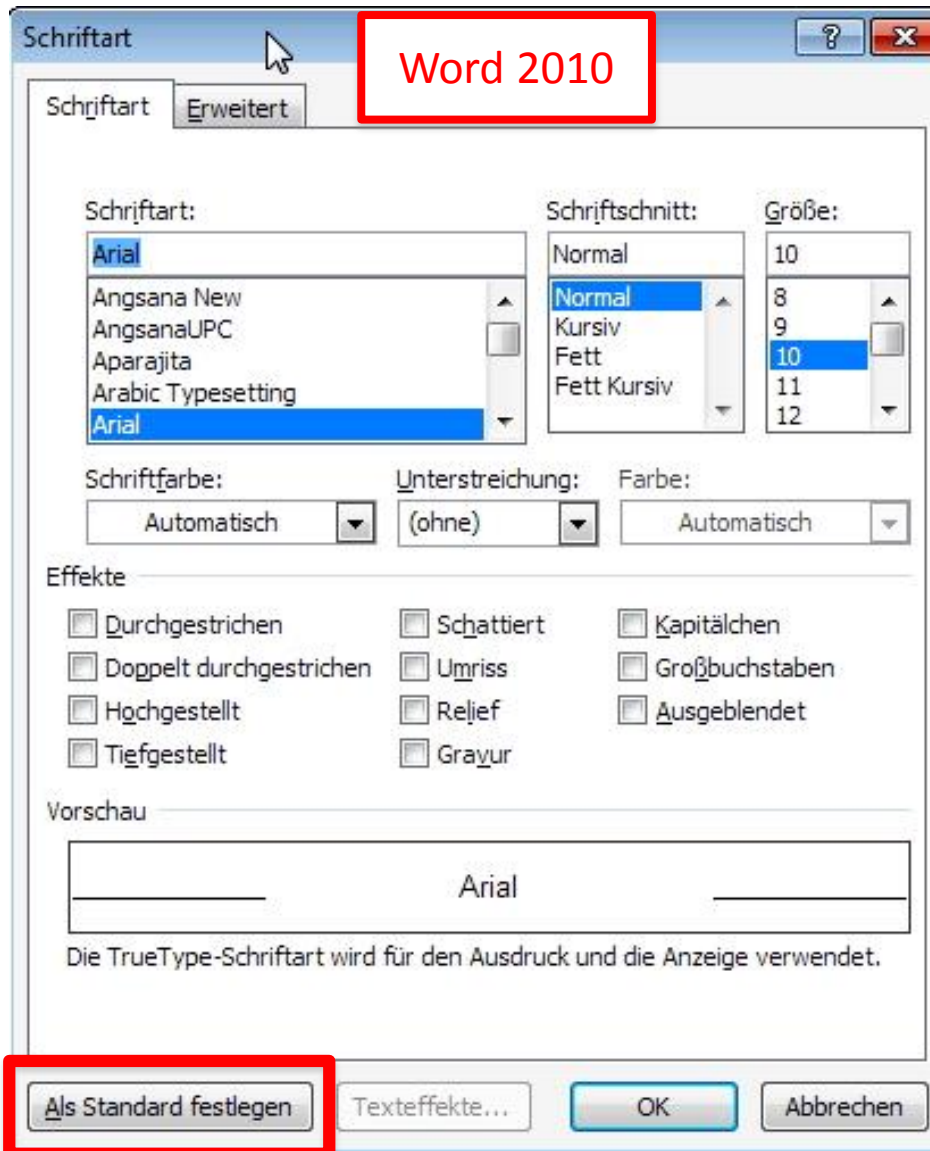 Schriftart
Word 2010
?
Schriftart Erweitert
Schriftart: Schriftschnitt: Größe:
Arial Normal 10
Angsana New Normal 8
AngsanaUPC Kursiv 9
Aparajita Fett 10
Arabic Typesetting Fett Kursiv 11
Arial 12
Schriftfarbe: Unterstreichung: Farbe:
Automatisch (ohne) Automatisch
Effekte
Durchgestrichen Schattiert Kapitälchen
Doppelt durchgestrichen Umriss Großbuchstaben
Hochgestellt Relief Ausgeblendet
Tiefgestellt Gravur
Vorschau
Arial
Die TrueType-Schriftart wird für den Ausdruck und die Anzeige verwendet.
Als Standard festlegen Texteffekte... OK Abbrechen